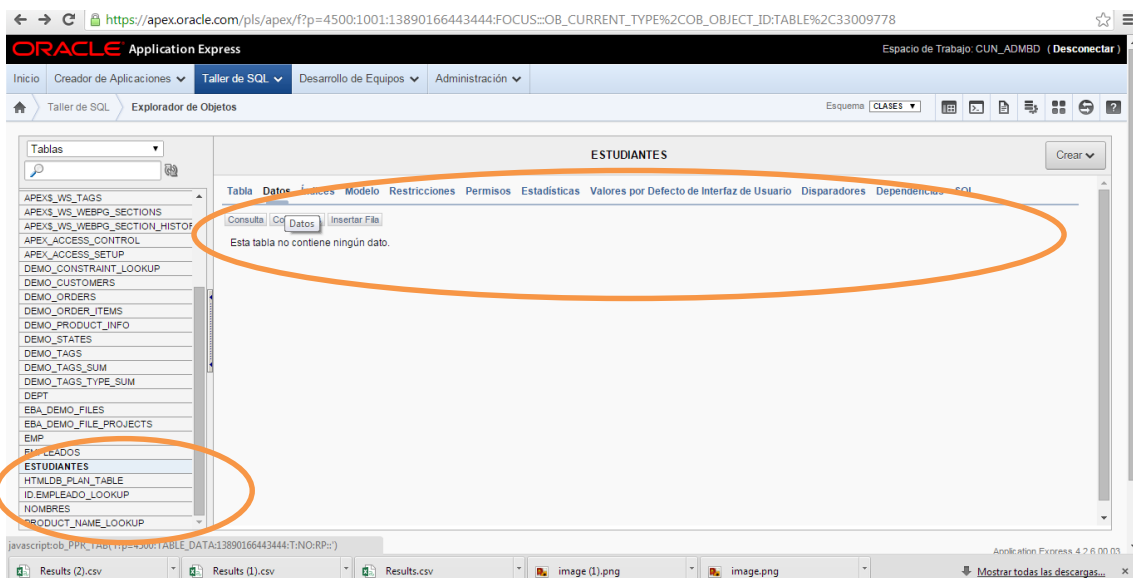 https://apex.oracle.com/pls/apex/f?p=4500:1001:13890166443444:FOCUS:::OB_CURRENT_TYPE%2COB_OBJECT_ID:TABLE%2C33009778
ORACLE Application Express
Espacio de Trabajo: CUN_ADMBD ( Desconectar )
Inicio Creador de Aplicaciones Taller de SQL Desarrollo de Equipos Administración
Taller de SQL Explorador de Objetos Esquema CLASES
Tablas
ESTUDIANTES
Crear
Tabla Datos Índices Modelo Restricciones Permisos Estadísticas Valores por Defecto de Interfaz de Usuario Disparadores Dependencias SQL
Consulta Datos Insertar Fila
Esta tabla no contiene ningún dato.
APEX$_WS_TAGS
APEX$_WS_WEBPG_SECTIONS
APEX$_WS_WEBPG_SECTION_HISTOR
APEX_ACCESS_CONTROL
APEX_ACCESS_SETUP
DEMO_CONSTRAINT_LOOKUP
DEMO_CUSTOMERS
DEMO_ORDERS
DEMO_ORDER_ITEMS
DEMO_PRODUCT_INFO
DEMO_STATES
DEMO_TAGS
DEMO_TAGS_SUM
DEMO_TAGS_TYPE_SUM
DEPT
EBA_DEMO_FILES
EBA_DEMO_FILE_PROJECTS
EMP
EMPLEADOS
ESTUDIANTES
HTMLDB_PLAN_TABLE
ID.EMPLEADO_LOOKUP
NOMBRES
PRODUCT_NAME_LOOKUP
javascript:ob_PPR_TAB('f?p=4500:TABLE_DATA:13890166443444:T:NO:RP::')
Application Express 4.2.6.00.03
Results (2).csv Results (1).csv Results.csv image (1).png image.png Mostrar todas las descargas...